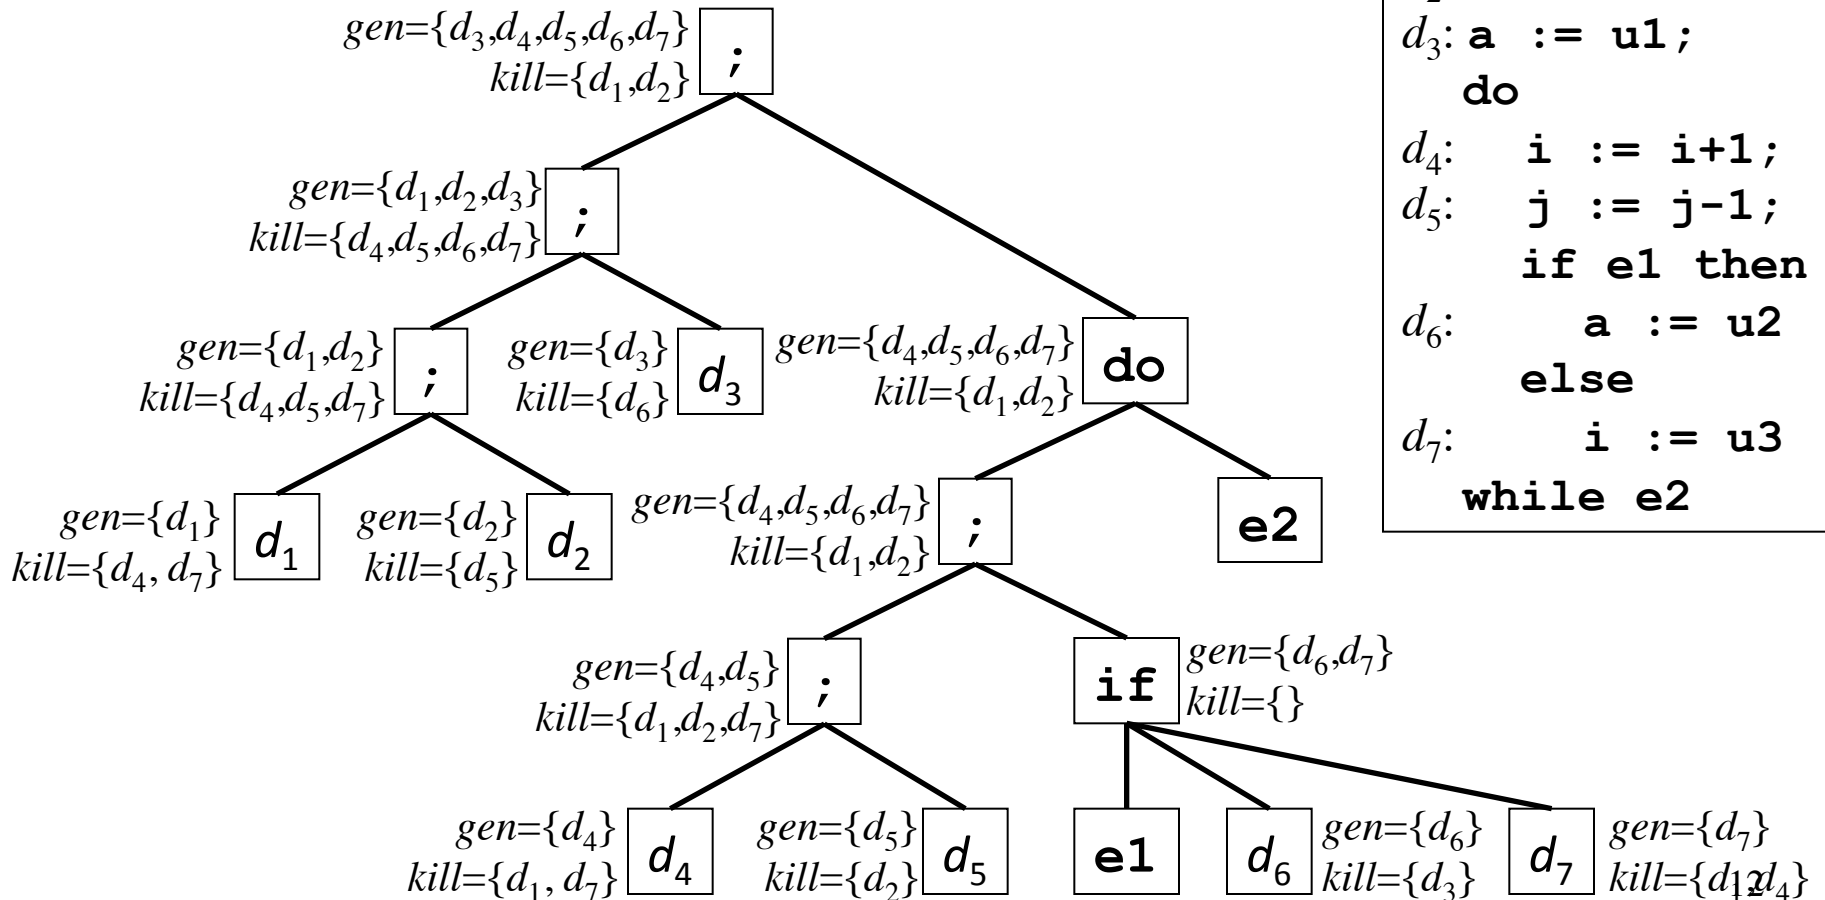 gen={d₃,d₄,d₅,d₆,d₇}
kill={d₁,d₂}
;
gen={d₁,d₂,d₃}
kill={d₄,d₅,d₆,d₇}
;
gen={d₁,d₂}
kill={d₄,d₅,d₇}
;
gen={d₃}
kill={d₆}
d₃
gen={d₄,d₅,d₆,d₇}
kill={d₁,d₂}
do
gen={d₁}
kill={d₄, d₇}
d₁
gen={d₂}
kill={d₅}
d₂
gen={d₄,d₅,d₆,d₇}
kill={d₁,d₂}
;
e2
gen={d₄,d₅}
kill={d₁,d₂,d₇}
;
if
gen={d₆,d₇}
kill={}
gen={d₄}
kill={d₁, d₇}
d₄
gen={d₅}
kill={d₂}
d₅
e1
d₆
gen={d₆}
kill={d₃}
d₇
gen={d₇}
kill={d₁,d₄}
12
d₃: a := u1;
do
d₄: i := i+1;
d₅: j := j-1;
if e1 then
d₆: a := u2
else
d₇: i := u3
while e2